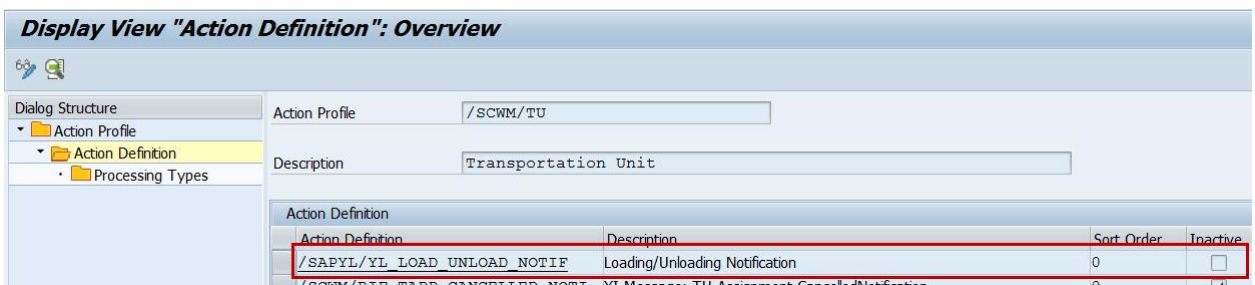 Display View "Action Definition": Overview
Dialog Structure
Action Profile
Action Definition
Processing Types
Action Profile /SCWM/TU
Description Transportation Unit
Action Definition
Action Definition Description Sort Order Inactive
/SAPYL/YL_LOAD_UNLOAD_NOTIF Loading/Unloading Notification 0